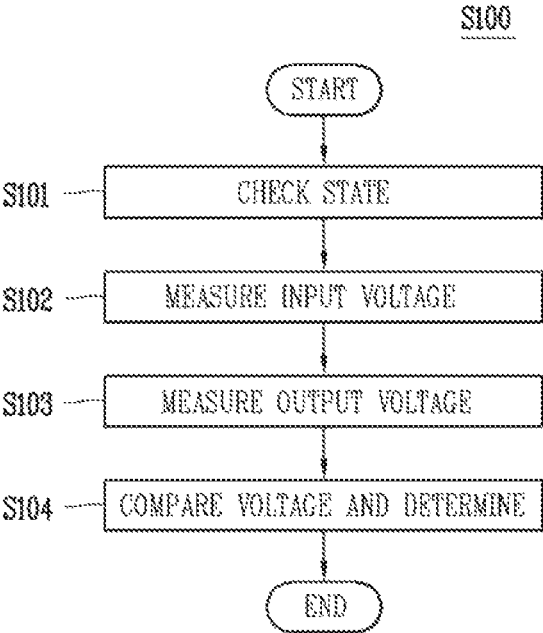 S100
START
S101
CHECK STATE
S102
MEASURE INPUT VOLTAGE
S103
MEASURE OUTPUT VOLTAGE
S104
COMPARE VOLTAGE AND DETERMINE
END